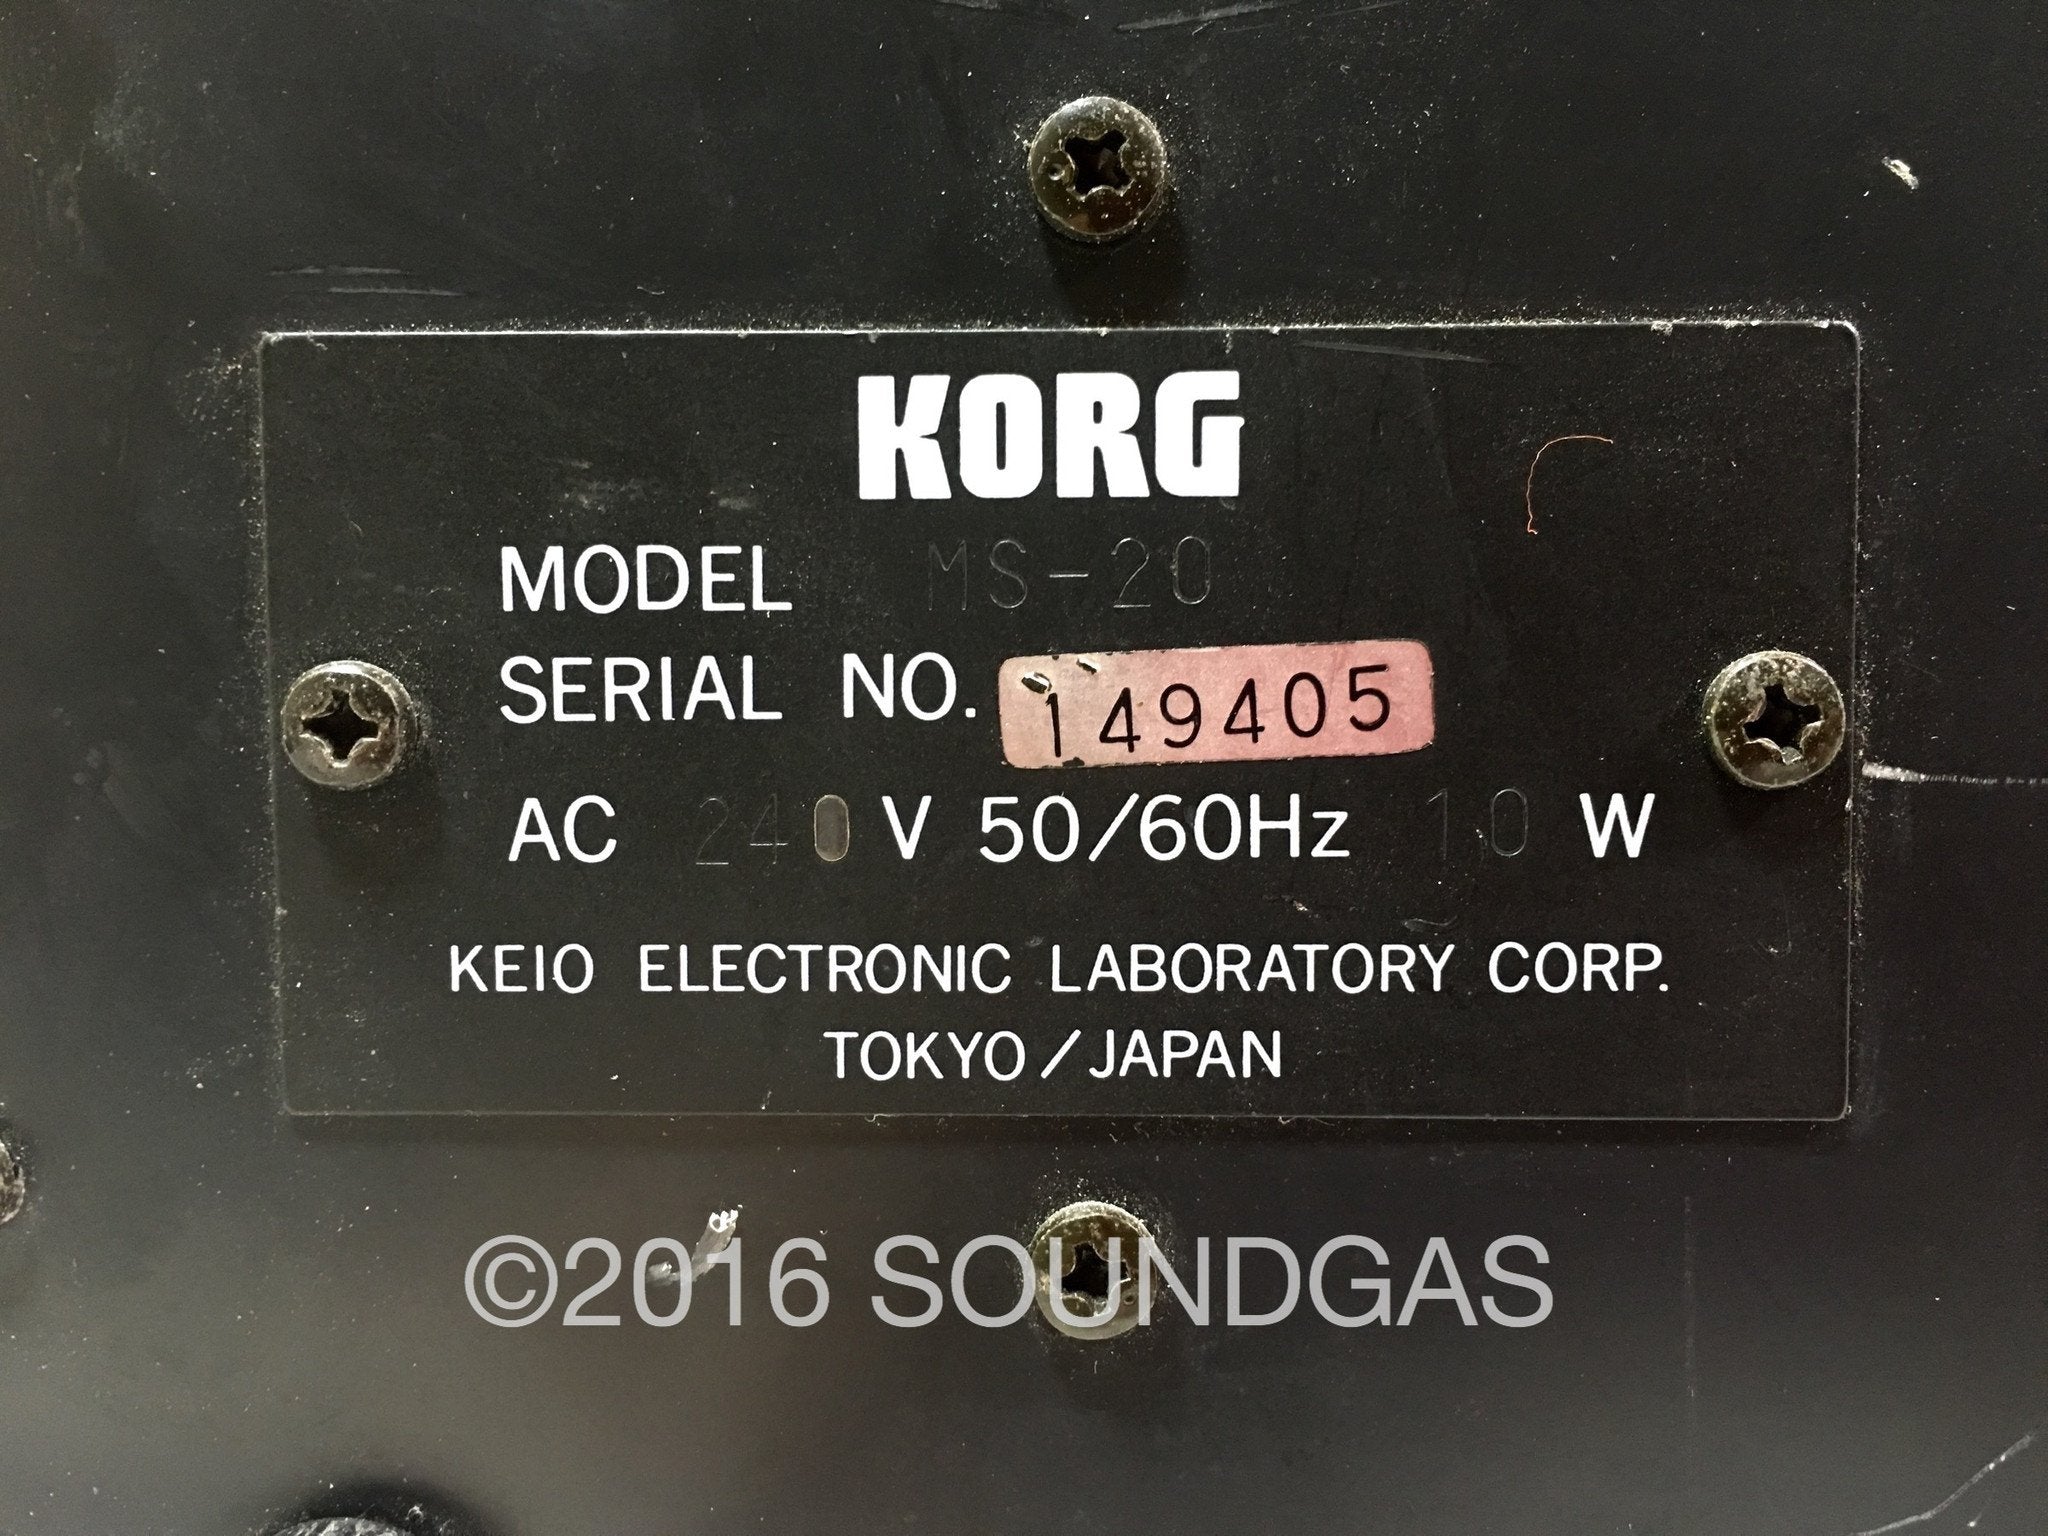 KORG
MODEL MS-20
SERIAL NO. 149405
AC 240 V 50/60Hz 10 W
KEIO ELECTRONIC LABORATORY CORP.
TOKYO/JAPAN
©2016 SOUNDGAS